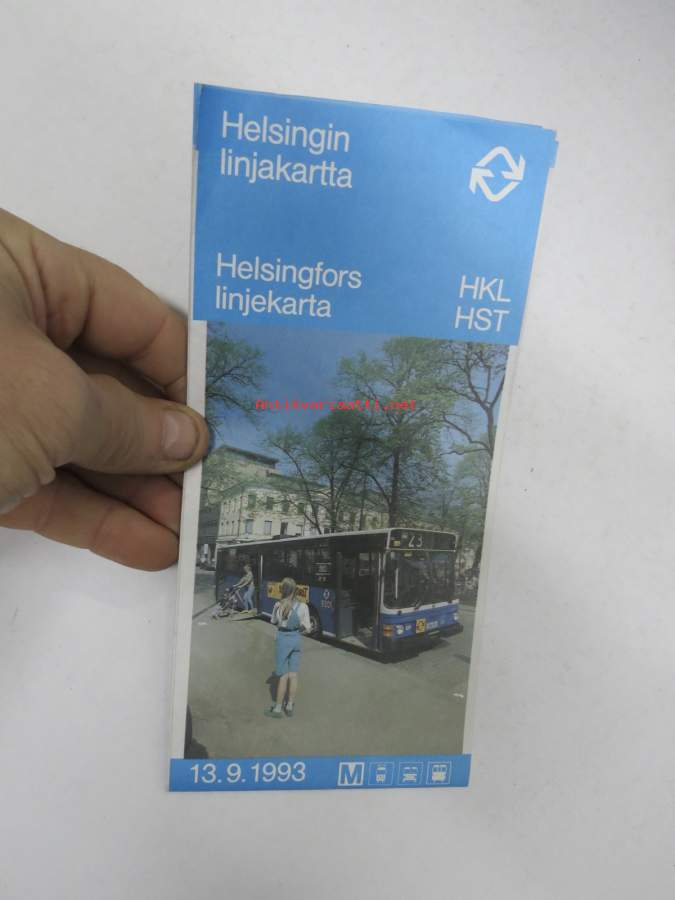 Helsingin
linjakartta
Helsingfors
linjekarta
HKL
HST
Antikvariaatti.net
23
13.9.1993
M